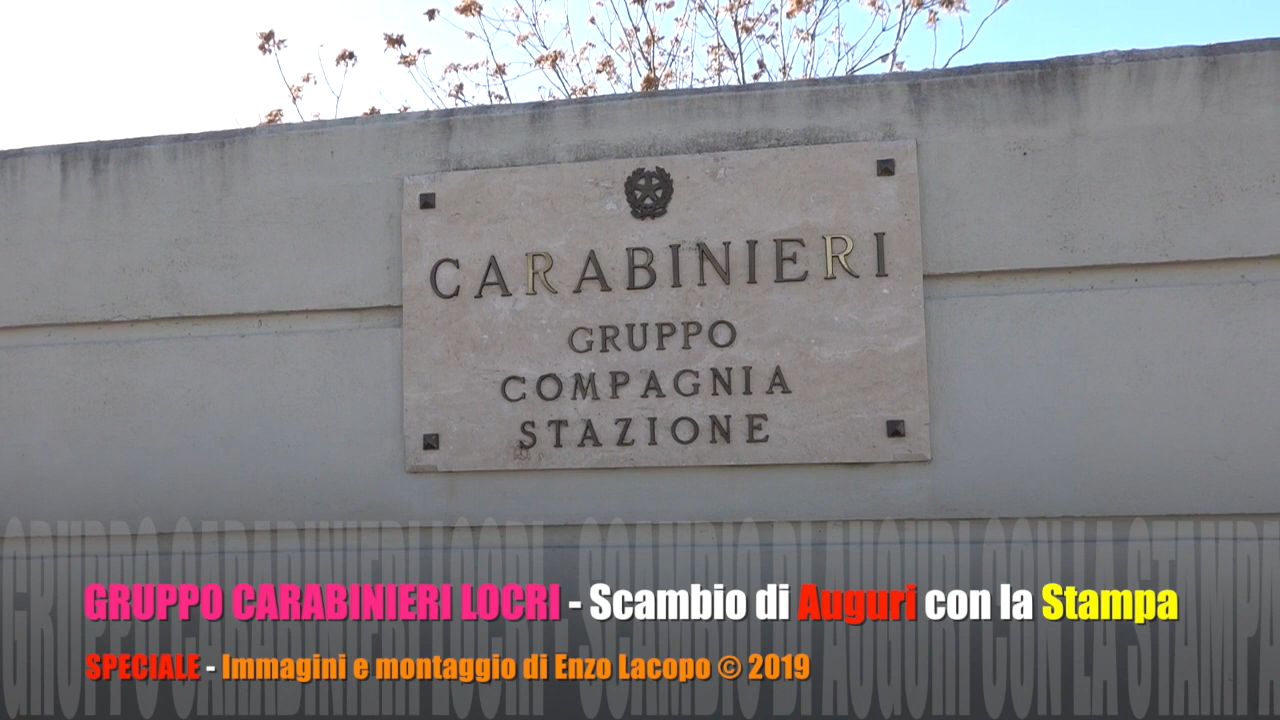 CARABINIERI
GRUPPO
COMPAGNIA
STAZIONE
GRUPPO CARABINIERI LOCRI - SCAMBIO DI AUGURI CON LA STAMPA
GRUPPO CARABINIERI LOCRI - Scambio di Auguri con la Stampa
SPECIALE - Immagini e montaggio di Enzo Lacopo © 2019